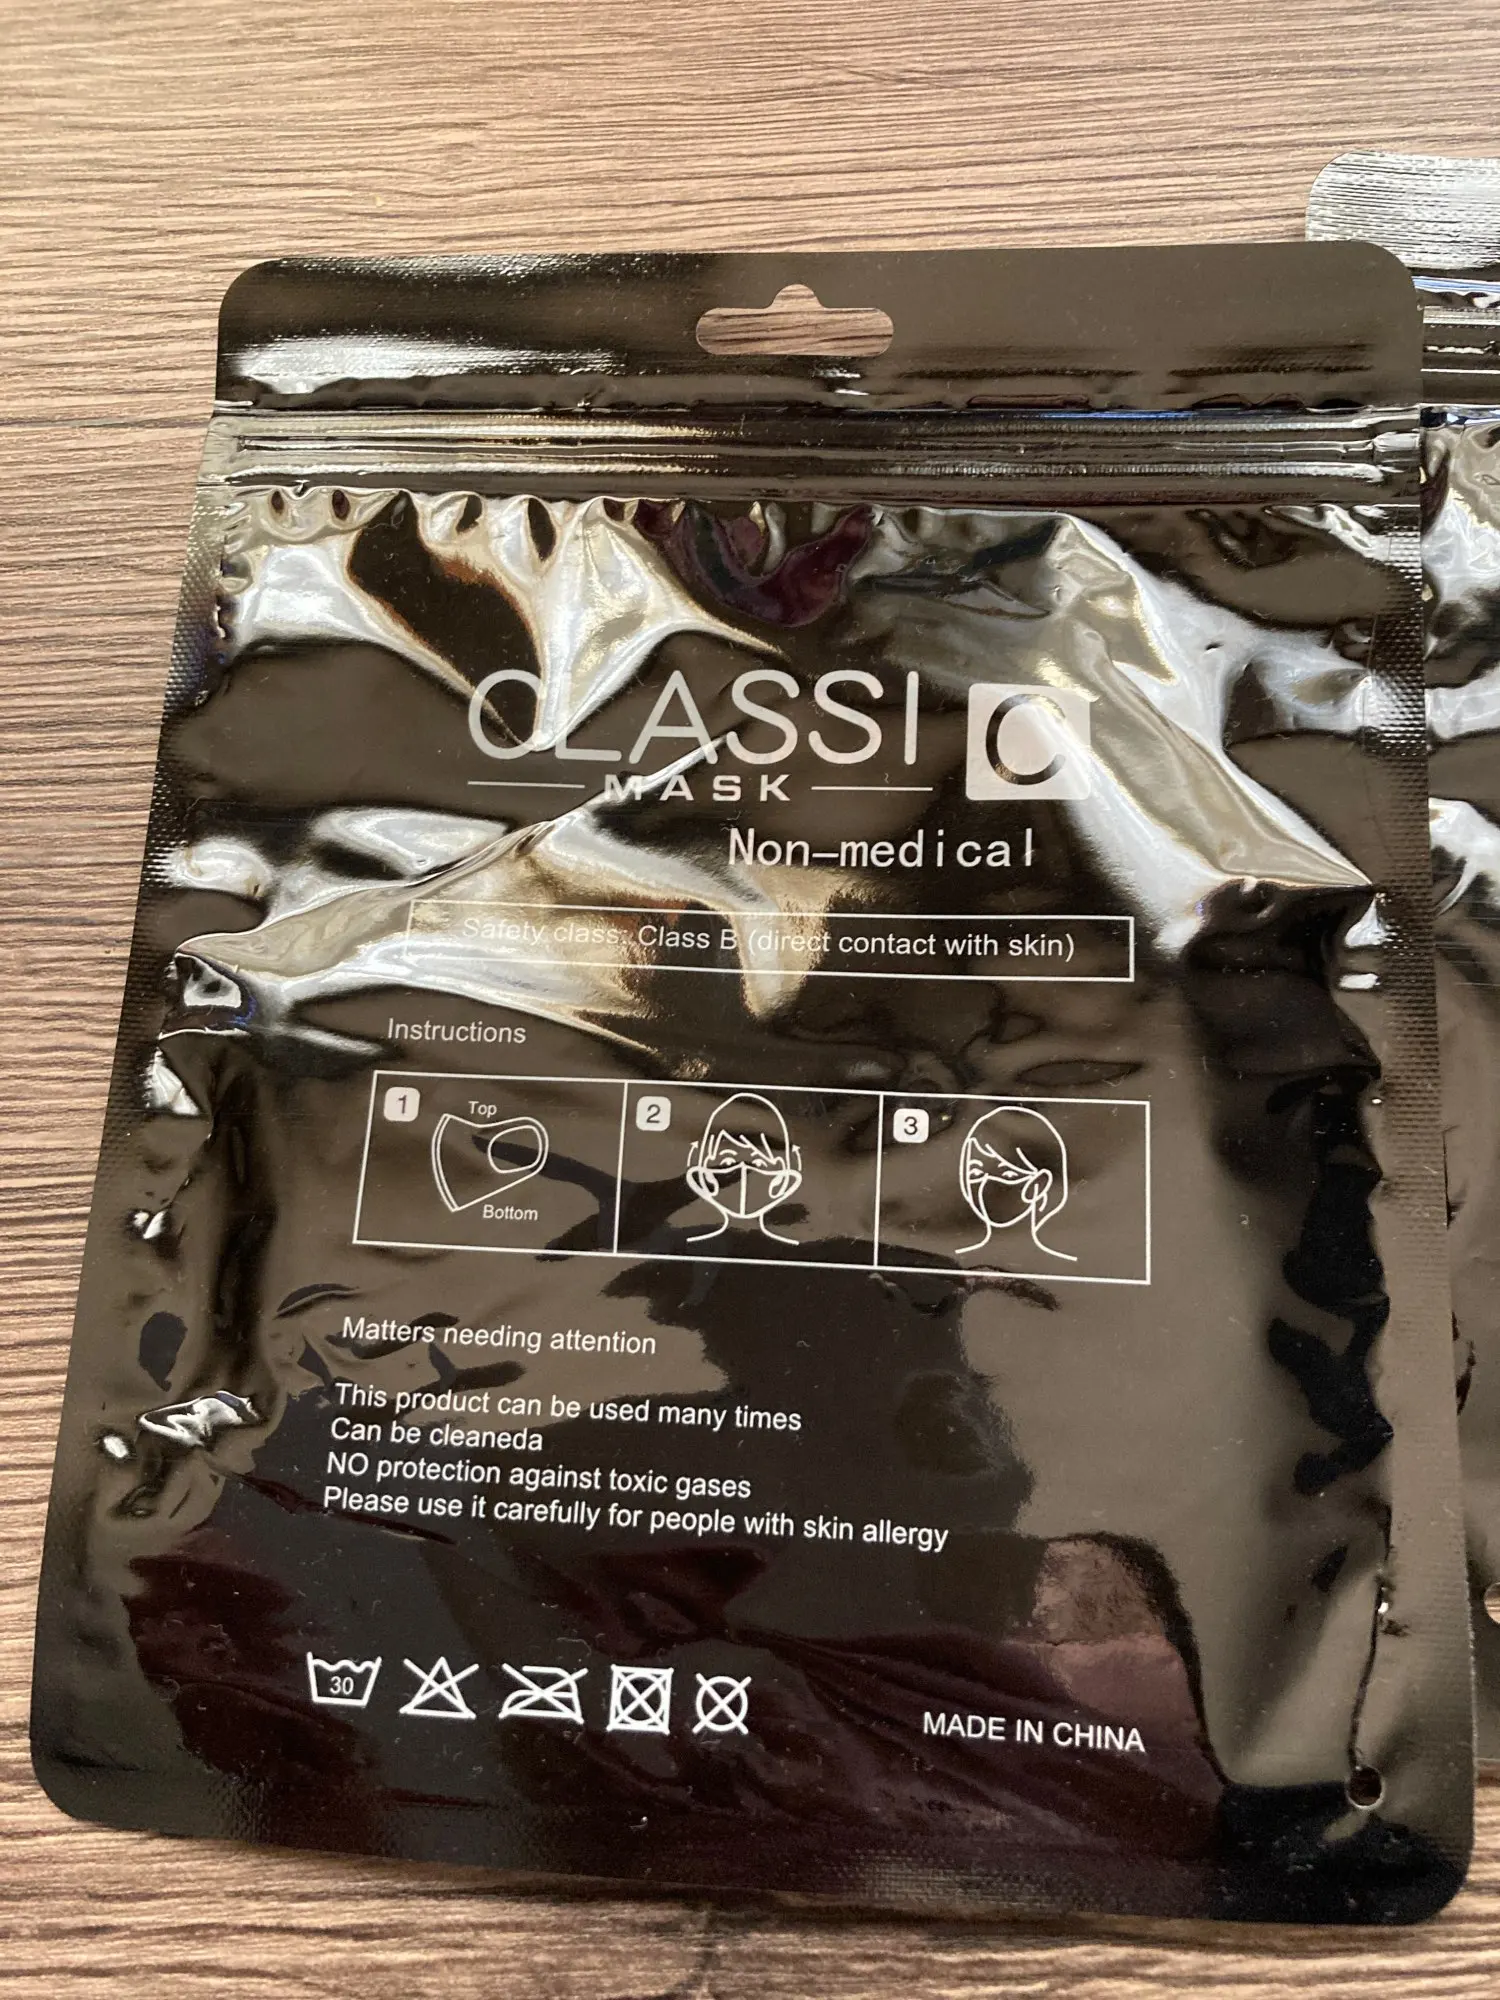 CLASSI C
MASK
Non-medical
Safety class: Class B (direct contact with skin)
Instructions
1 Top Bottom
2
3
Matters needing attention
This product can be used many times
Can be cleaneda
NO protection against toxic gases
Please use it carefully for people with skin allergy
30
MADE IN CHINA